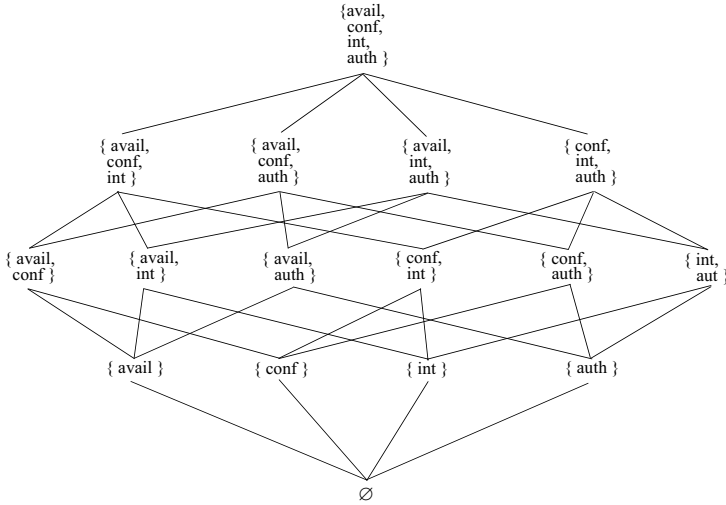 {avail,
conf,
int,
auth }
{ avail,
conf,
int }
{ avail,
conf,
auth }
{ avail,
int,
auth }
{ conf,
int,
auth }
{ avail,
conf }
{ avail,
int }
{ avail,
auth }
{ conf,
int }
{ conf,
auth }
{ int,
aut }
{ avail }
{ conf }
{ int }
{ auth }
∅